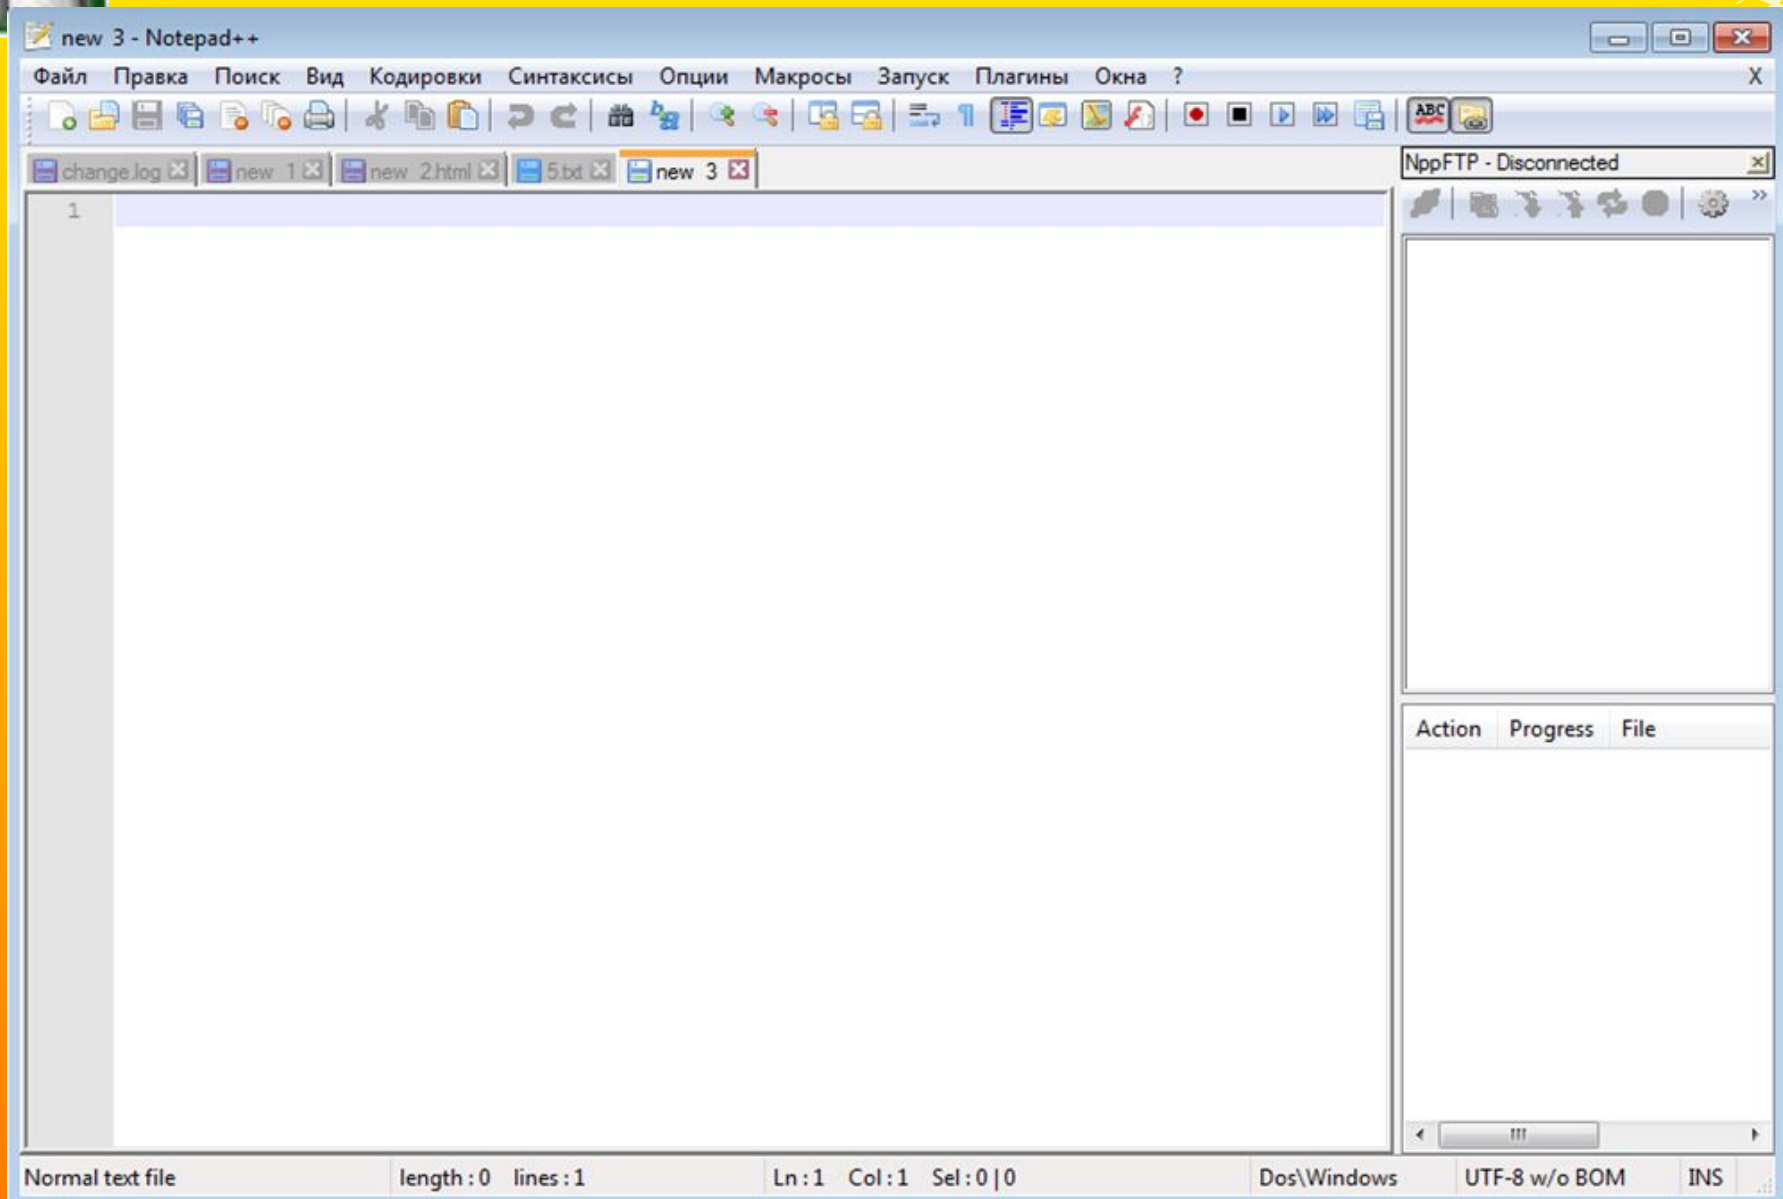 new 3 - Notepad++
Файл Правка Поиск Вид Кодировки Синтаксисы Опции Макросы Запуск Плагины Окна ? X
ABC
change.log new 1 new 2.html 5.txt new 3
NppFTP - Disconnected
1
Action Progress File
Normal text file length : 0 lines : 1 Ln : 1 Col : 1 Sel : 0 | 0 Dos\Windows UTF-8 w/o BOM INS